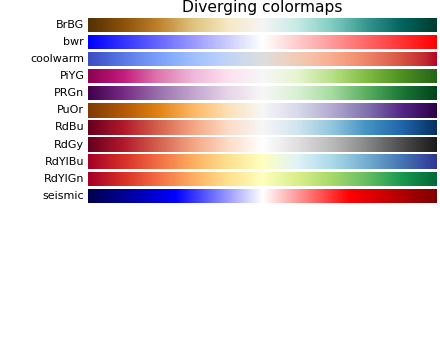 Diverging colormaps
BrBG
bwr
coolwarm
PiYG
PRGn
PuOr
RdBu
RdGy
RdYlBu
RdYlGn
seismic